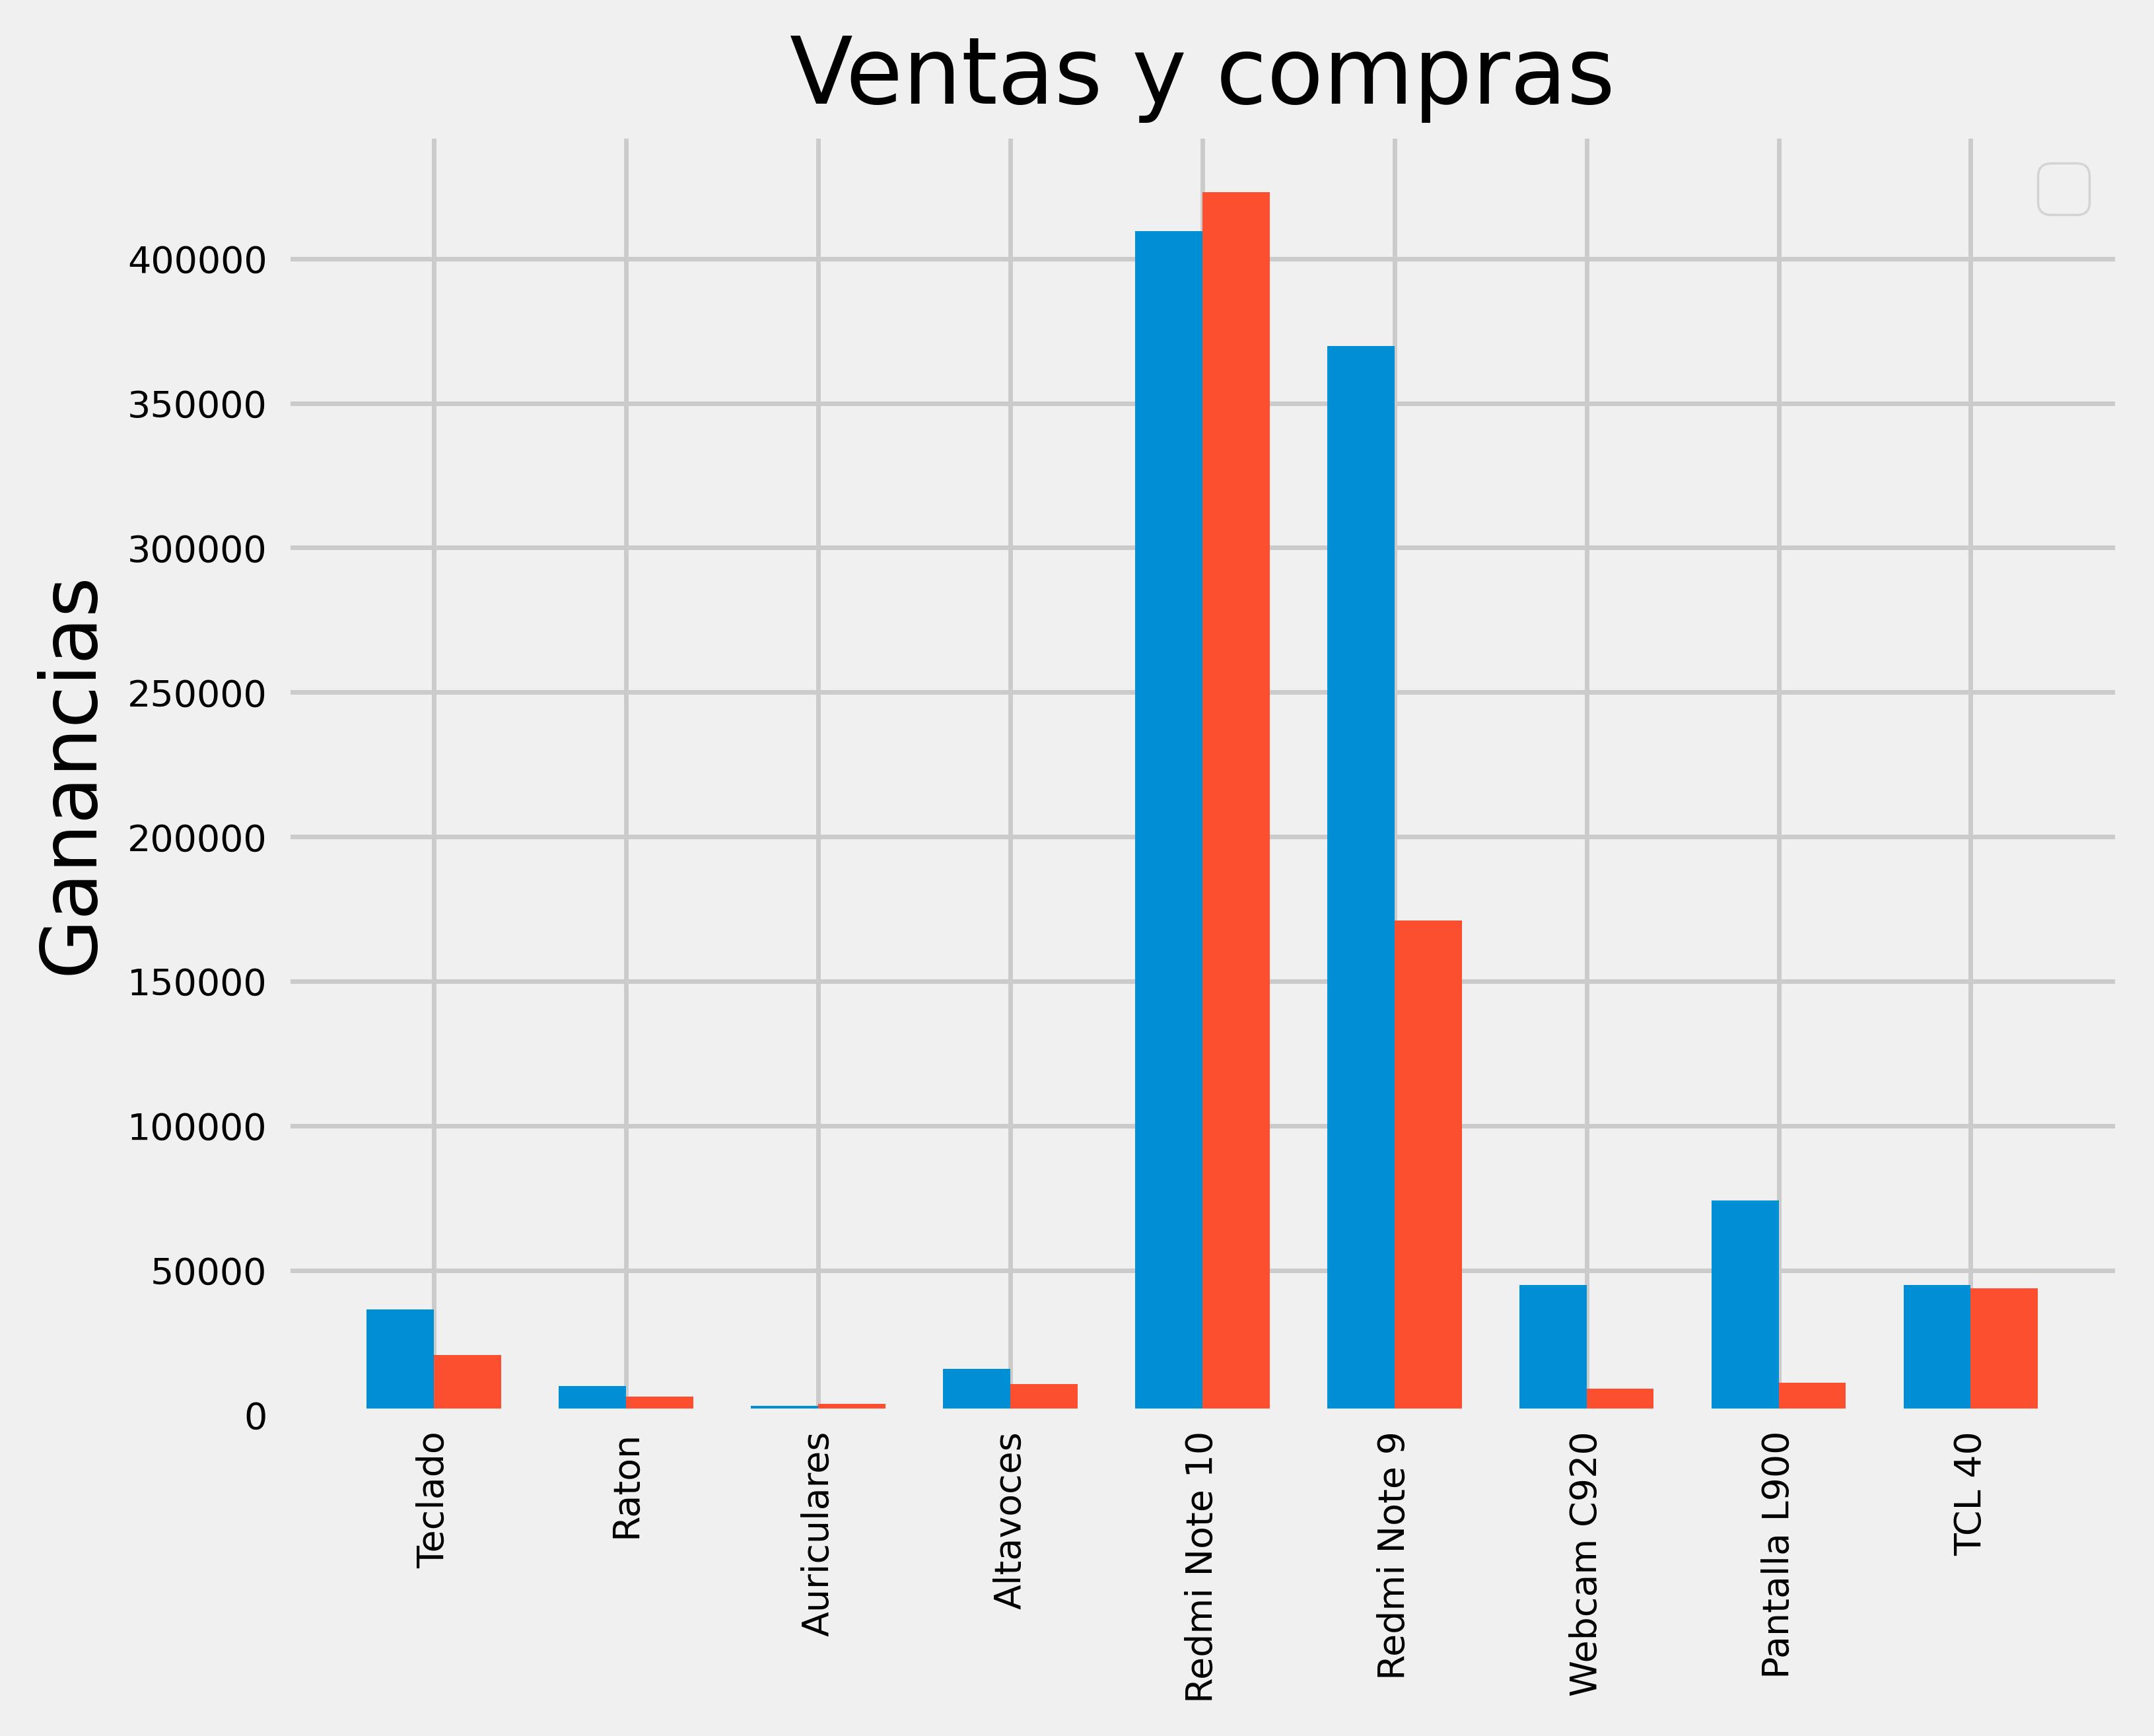 Ventas y compras
Ganancias
400000
350000
300000
250000
200000
150000
100000
50000
0
Teclado
Raton
Auriculares
Altavoces
Redmi Note 10
Redmi Note 9
Webcam C920
Pantalla L900
TCL 40